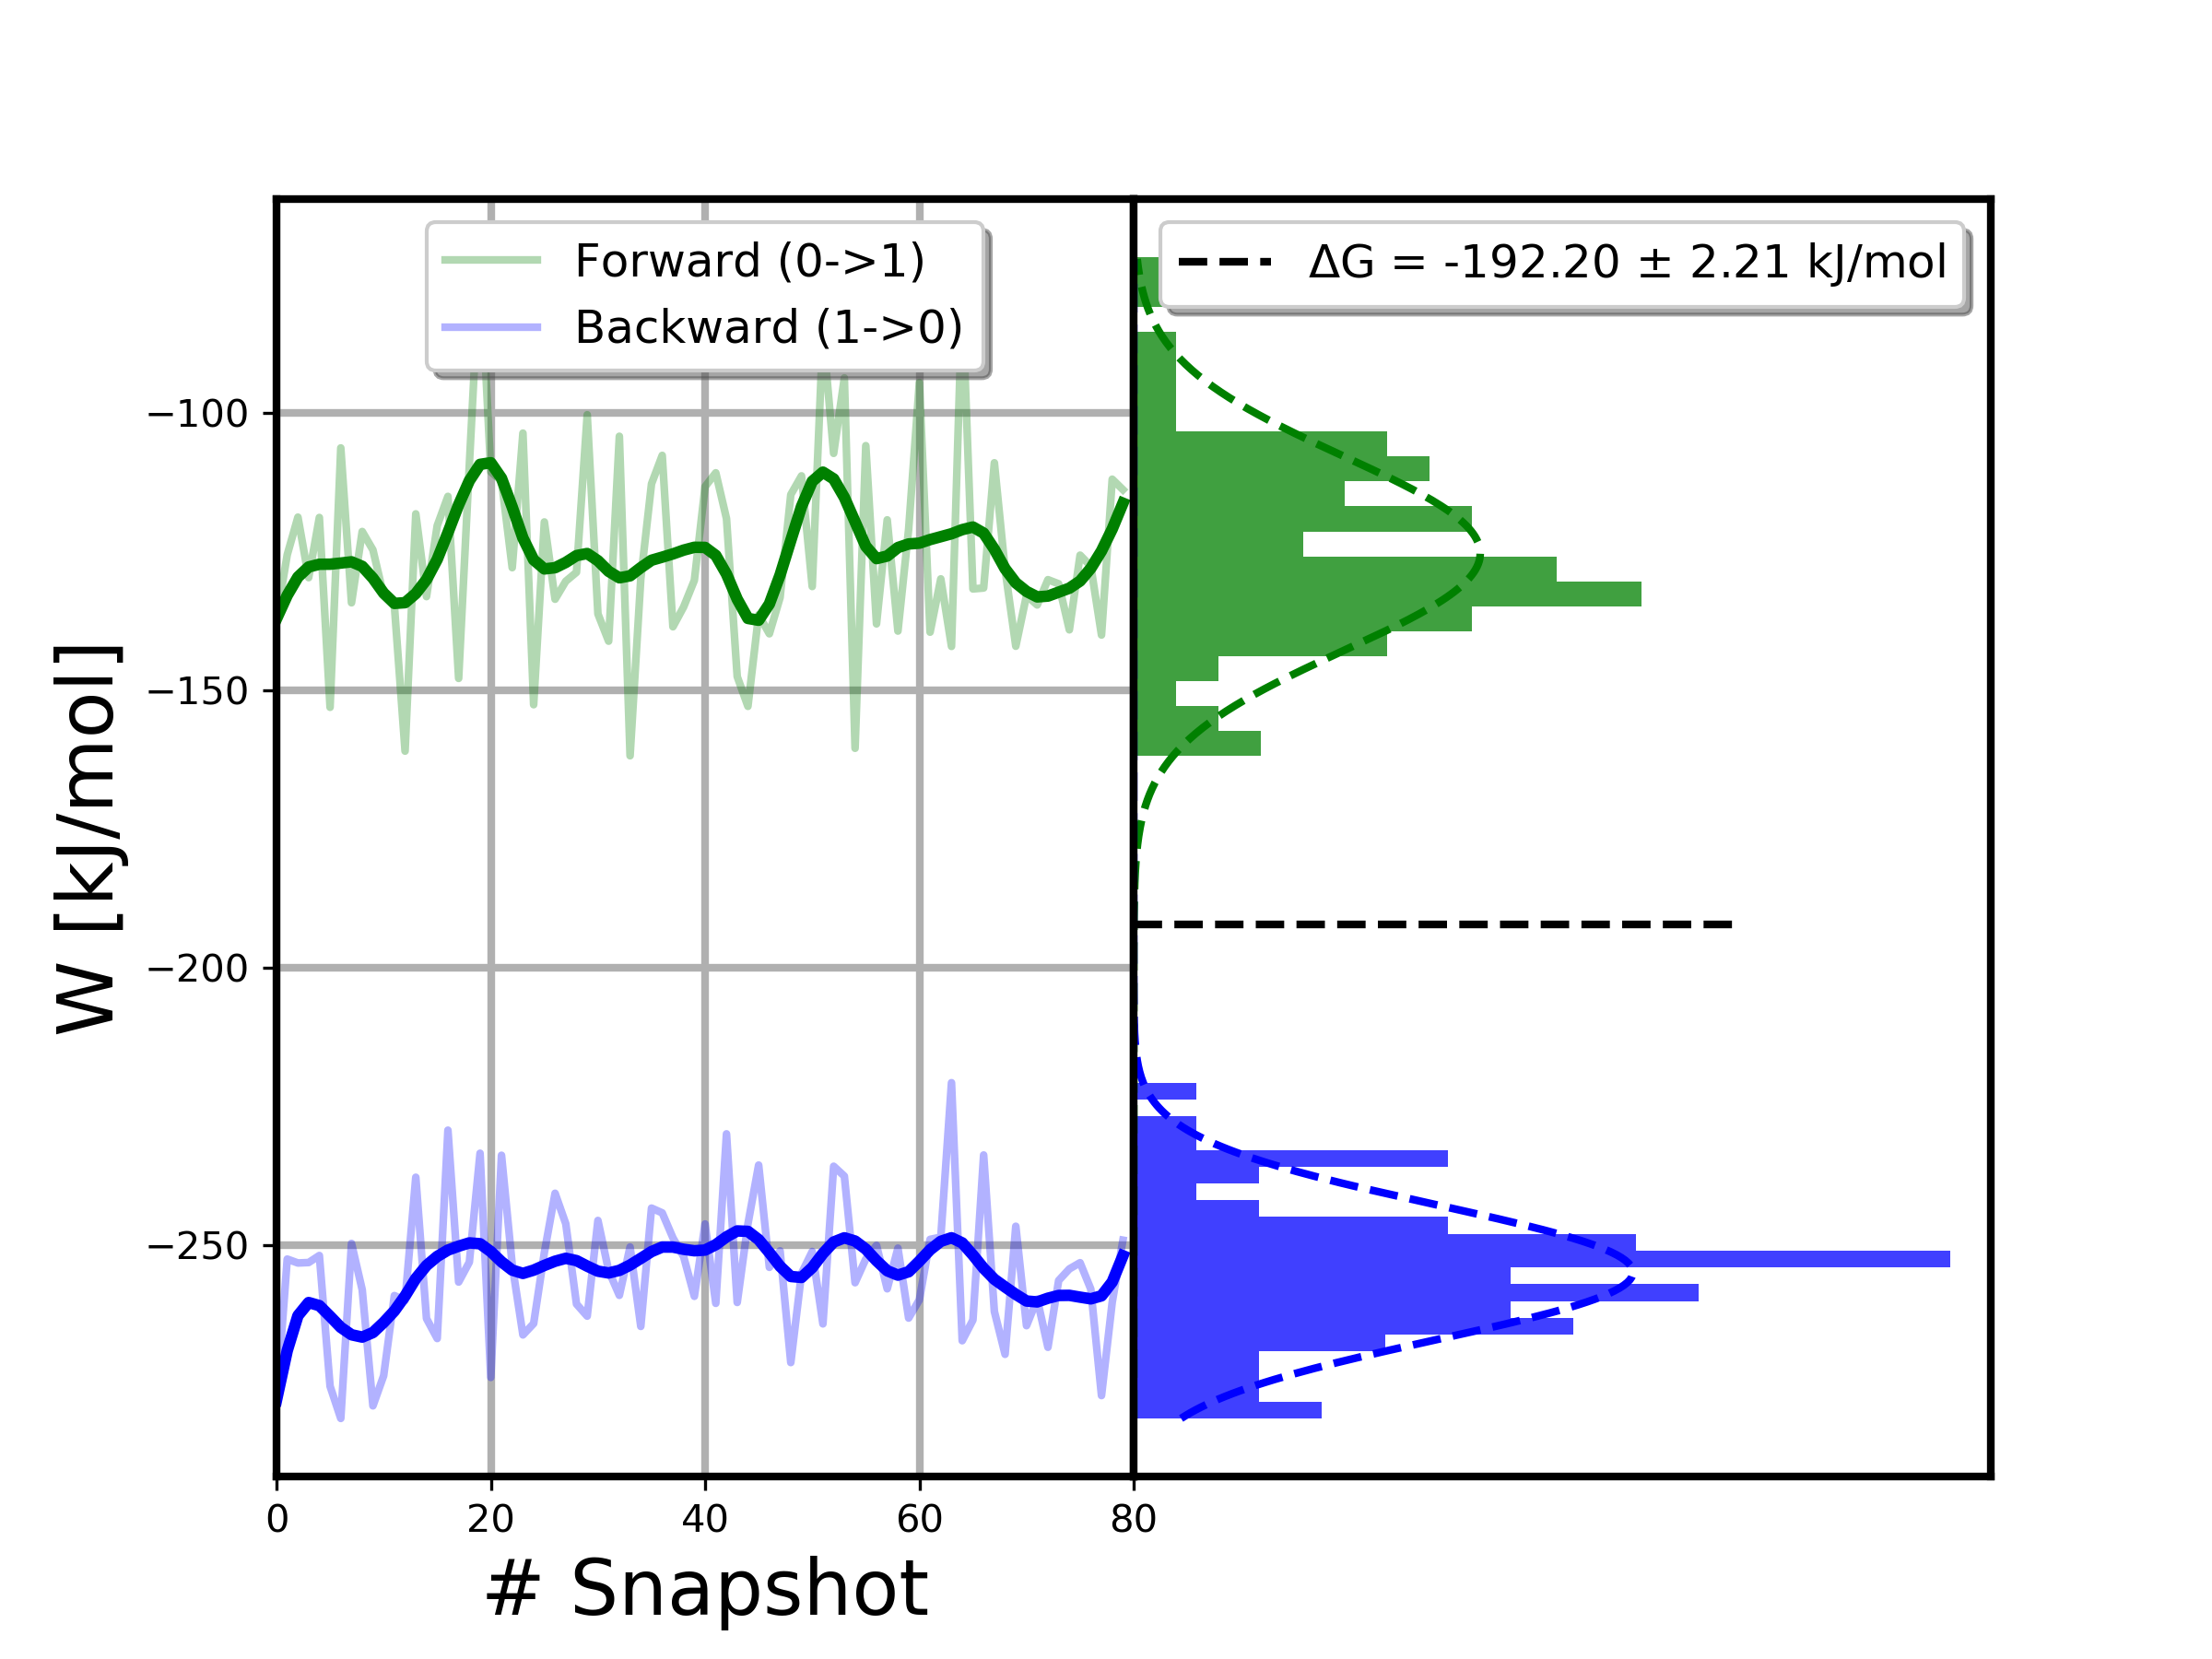 Forward (0->1)
Backward (1->0)
ΔG = -192.20 ± 2.21 kJ/mol
W [kJ/mol]
−100
−150
−200
−250
0 20 40 60 80
# Snapshot